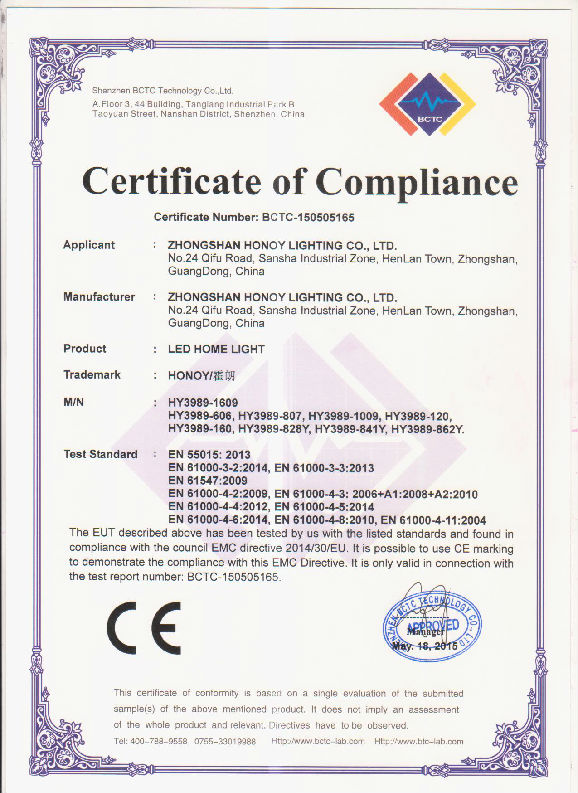 Shenzhen BCTC Technology Co.,Ltd.
A.Floor 3, 44 Building, Tanglang Industrial Park B
Taoyuan Street, Nanshan District, Shenzhen, China
BCTC
Certificate of Compliance
Certificate Number: BCTC-150505165
Applicant : ZHONGSHAN HONOY LIGHTING CO., LTD.
No.24 Qifu Road, Sansha Industrial Zone, HenLan Town, Zhongshan,
GuangDong, China
Manufacturer : ZHONGSHAN HONOY LIGHTING CO., LTD.
No.24 Qifu Road, Sansha Industrial Zone, HenLan Town, Zhongshan,
GuangDong, China
Product : LED HOME LIGHT
Trademark : HONOY/霍朗
M/N : HY3989-1609
HY3989-606, HY3989-807, HY3989-1009, HY3989-120,
HY3989-160, HY3989-828Y, HY3989-841Y, HY3989-862Y.
Test Standard : EN 55015: 2013
EN 61000-3-2:2014, EN 61000-3-3:2013
EN 61547:2009
EN 61000-4-2:2009, EN 61000-4-3: 2006+A1:2008+A2:2010
EN 61000-4-4:2012, EN 61000-4-5:2014
EN 61000-4-6:2014, EN 61000-4-8:2010, EN 61000-4-11:2004
The EUT described above has been tested by us with the listed standards and found in
compliance with the council EMC directive 2014/30/EU. It is possible to use CE marking
to demonstrate the compliance with this EMC Directive. It is only valid in connection with
the test report number: BCTC-150505165.
CE
SHENZHEN BCTC TECHNOLOGY CO., LTD
APPROVED
Manager
May. 18, 2015
This certificate of conformity is based on a single evaluation of the submitted
sample(s) of the above mentioned product. It does not imply an assessment
of the whole product and relevant. Directives have to be observed.
Tel: 400-788-9558 0755-33019988 Http://www.bctc-lab.com Http://www.btc-lab.com